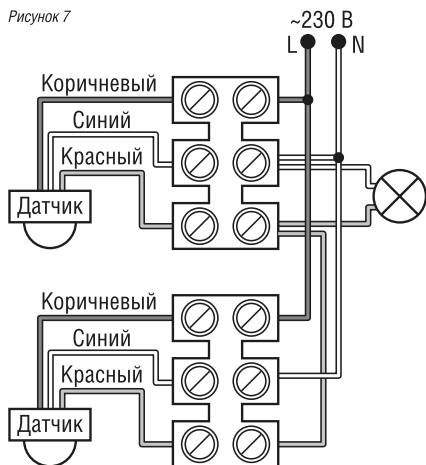 Рисунок 7
~230 В
L N
Коричневый
Синий
Красный
Датчик
Коричневый
Синий
Красный
Датчик